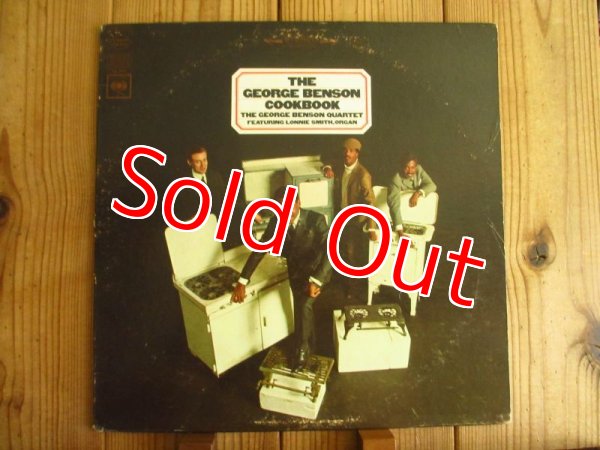 THE
GEORGE BENSON
COOKBOOK
THE GEORGE BENSON QUARTET
FEATURING LONNIE SMITH, ORGAN
Sold Out